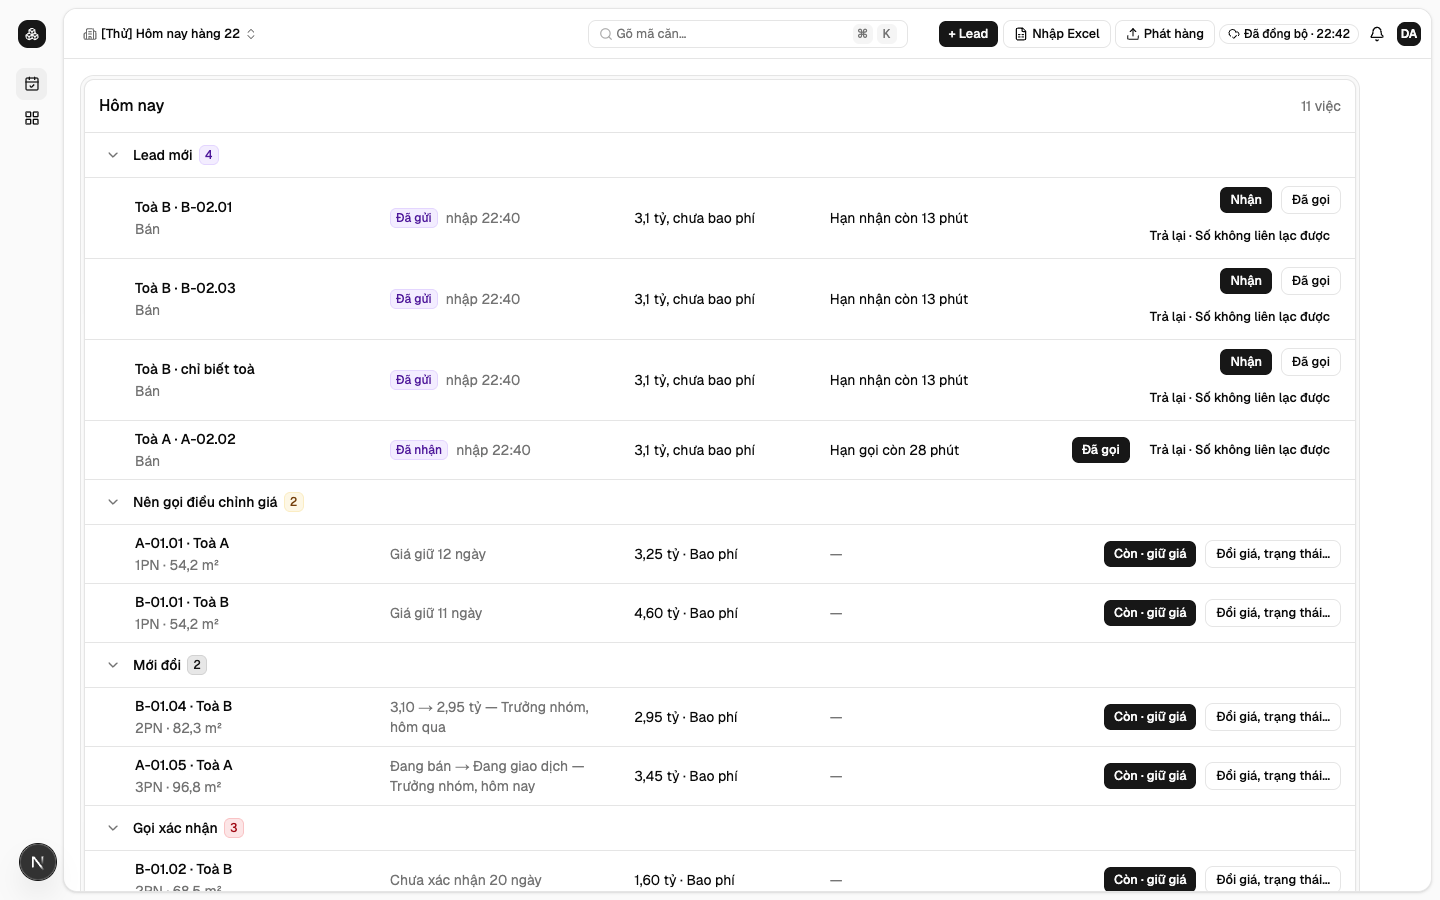 [Thử] Hôm nay hàng 22
Gõ mã căn...
⌘ K
+ Lead
Nhập Excel
Phát hàng
Đã đồng bộ · 22:42
DA
Hôm nay
11 việc
Lead mới 4
Toà B · B-02.01
Bán
Đã gửi nhập 22:40
3,1 tỷ, chưa bao phí
Hạn nhận còn 13 phút
Nhận Đã gọi
Trả lại · Số không liên lạc được
Toà B · B-02.03
Bán
Đã gửi nhập 22:40
3,1 tỷ, chưa bao phí
Hạn nhận còn 13 phút
Nhận Đã gọi
Trả lại · Số không liên lạc được
Toà B · chỉ biết toà
Bán
Đã gửi nhập 22:40
3,1 tỷ, chưa bao phí
Hạn nhận còn 13 phút
Nhận Đã gọi
Trả lại · Số không liên lạc được
Toà A · A-02.02
Bán
Đã nhận nhập 22:40
3,1 tỷ, chưa bao phí
Hạn gọi còn 28 phút
Đã gọi Trả lại · Số không liên lạc được
Nên gọi điều chỉnh giá 2
A-01.01 · Toà A
1PN · 54,2 m²
Giá giữ 12 ngày
3,25 tỷ · Bao phí
—
Còn · giữ giá Đổi giá, trạng thái...
B-01.01 · Toà B
1PN · 54,2 m²
Giá giữ 11 ngày
4,60 tỷ · Bao phí
—
Còn · giữ giá Đổi giá, trạng thái...
Mới đổi 2
B-01.04 · Toà B
2PN · 82,3 m²
3,10 → 2,95 tỷ — Trưởng nhóm,
hôm qua
2,95 tỷ · Bao phí
—
Còn · giữ giá Đổi giá, trạng thái...
A-01.05 · Toà A
3PN · 96,8 m²
Đang bán → Đang giao dịch —
Trưởng nhóm, hôm nay
3,45 tỷ · Bao phí
—
Còn · giữ giá Đổi giá, trạng thái...
Gọi xác nhận 3
B-01.02 · Toà B
2PN · 68,5 m²
Chưa xác nhận 20 ngày
1,60 tỷ · Bao phí
—
Còn · giữ giá Đổi giá, trạng thái...
N